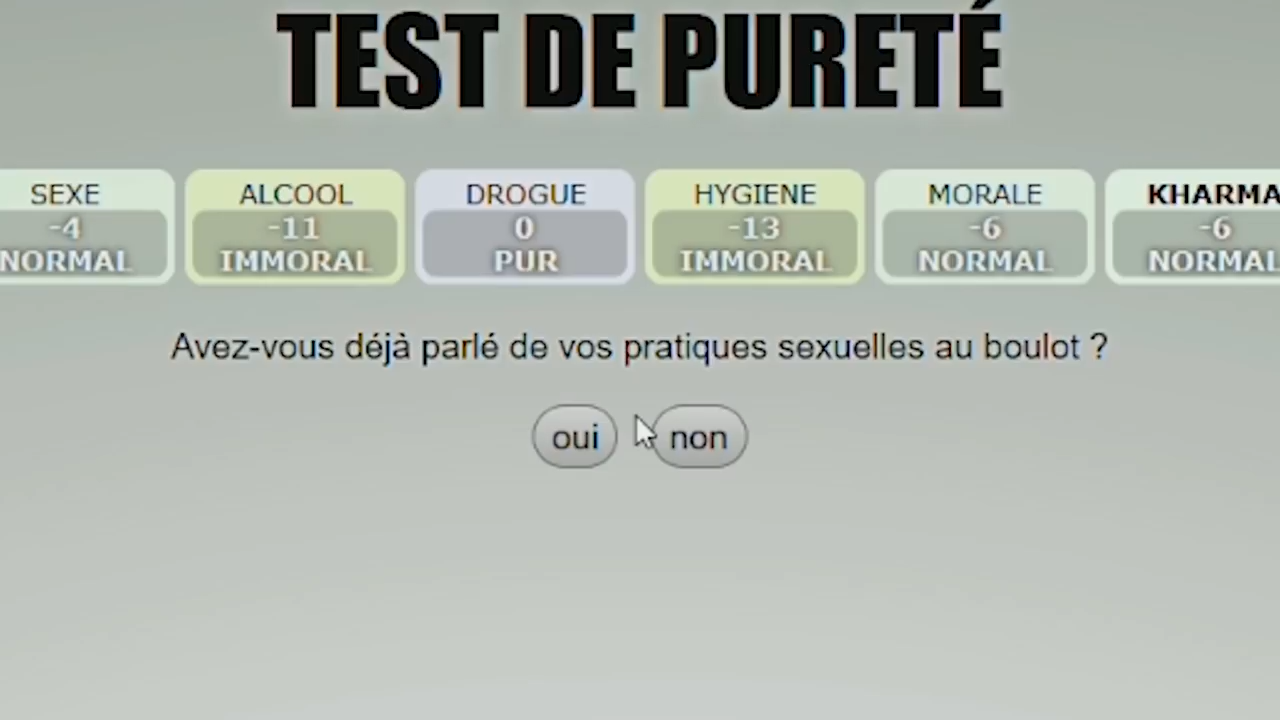 TEST DE PURETÉ
SEXE ALCOOL DROGUE HYGIENE MORALE KHARMA
-4 -11 0 -13 -6 -6
NORMAL IMMORAL PUR IMMORAL NORMAL NORMAL
Avez-vous déjà parlé de vos pratiques sexuelles au boulot ?
oui non